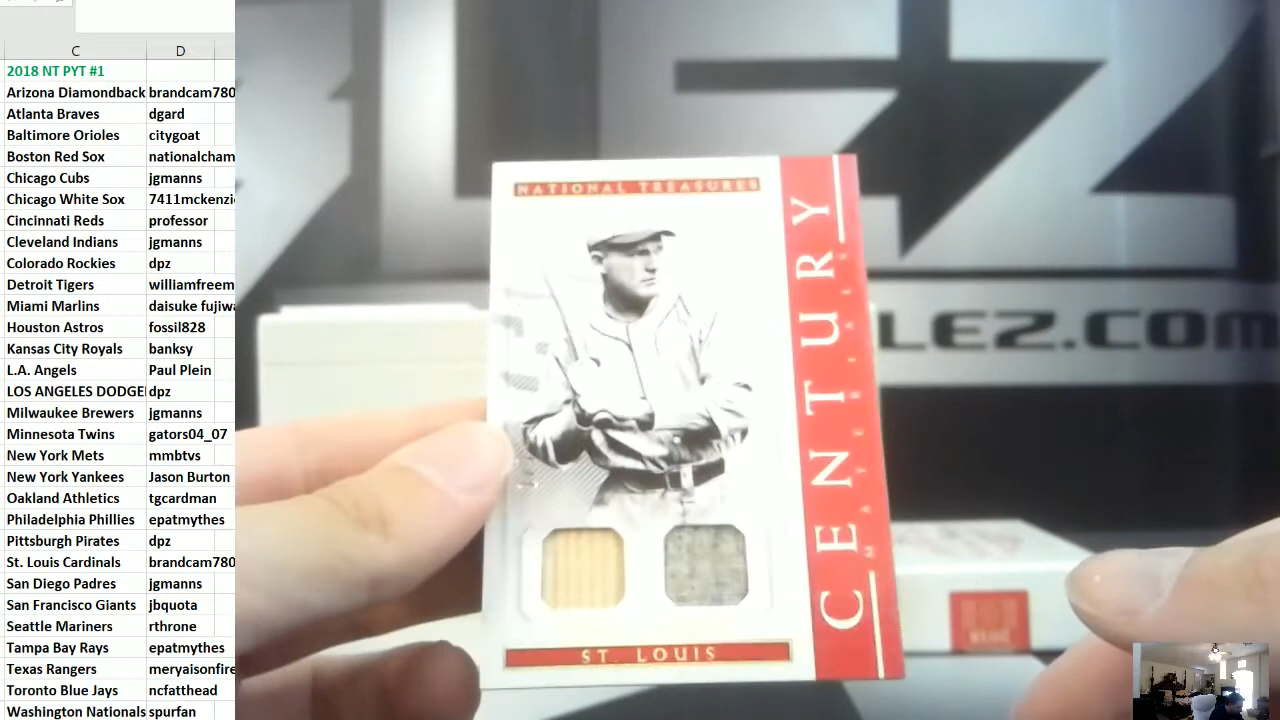 C D
2018 NT PYT #1
Arizona Diamondback brandcam780
Atlanta Braves dgard
Baltimore Orioles citygoat
Boston Red Sox nationalcham
Chicago Cubs jgmanns
Chicago White Sox 7411mckenzi
Cincinnati Reds professor
Cleveland Indians jgmanns
Colorado Rockies dpz
Detroit Tigers williamfreem
Miami Marlins daisuke fujiwa
Houston Astros fossil828
Kansas City Royals banksy
L.A. Angels Paul Plein
LOS ANGELES DODGE dpz
Milwaukee Brewers jgmanns
Minnesota Twins gators04_07
New York Mets mmbtvs
New York Yankees Jason Burton
Oakland Athletics tgcardman
Philadelphia Phillies epatmythes
Pittsburgh Pirates dpz
St. Louis Cardinals brandcam780
San Diego Padres jgmanns
San Francisco Giants jbquota
Seattle Mariners rthrone
Tampa Bay Rays epatmythes
Texas Rangers meryaisonfire
Toronto Blue Jays ncfatthead
Washington Nationals spurfan
NATIONAL TREASURES
CENTURY
MATERIALS
ST. LOUIS
LEZ
LEZ.COM